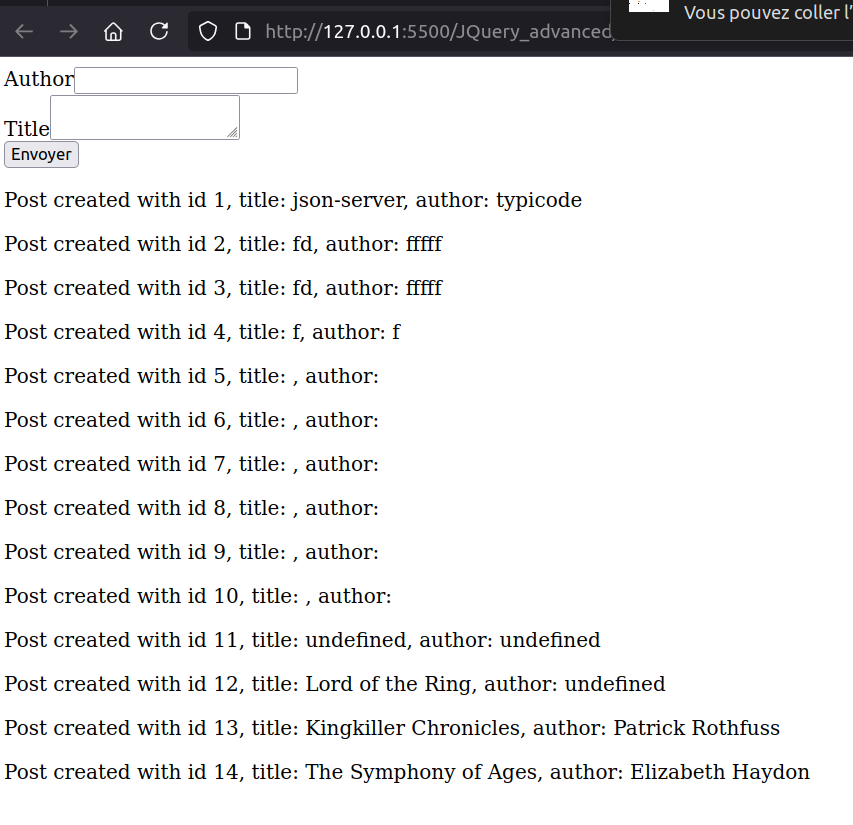 Vous pouvez coller l’
http://127.0.0.1:5500/JQuery_advanced/
Author
Title
Envoyer
Post created with id 1, title: json-server, author: typicode
Post created with id 2, title: fd, author: fffff
Post created with id 3, title: fd, author: fffff
Post created with id 4, title: f, author: f
Post created with id 5, title: , author:
Post created with id 6, title: , author:
Post created with id 7, title: , author:
Post created with id 8, title: , author:
Post created with id 9, title: , author:
Post created with id 10, title: , author:
Post created with id 11, title: undefined, author: undefined
Post created with id 12, title: Lord of the Ring, author: undefined
Post created with id 13, title: Kingkiller Chronicles, author: Patrick Rothfuss
Post created with id 14, title: The Symphony of Ages, author: Elizabeth Haydon